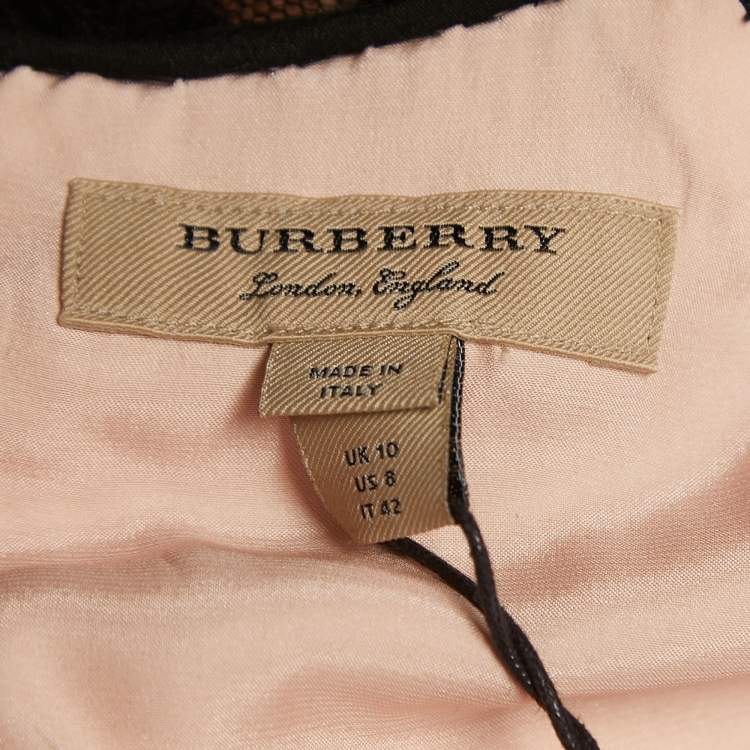 BURBERRY
London, England
MADE IN
ITALY
UK 10
US 8
IT 42